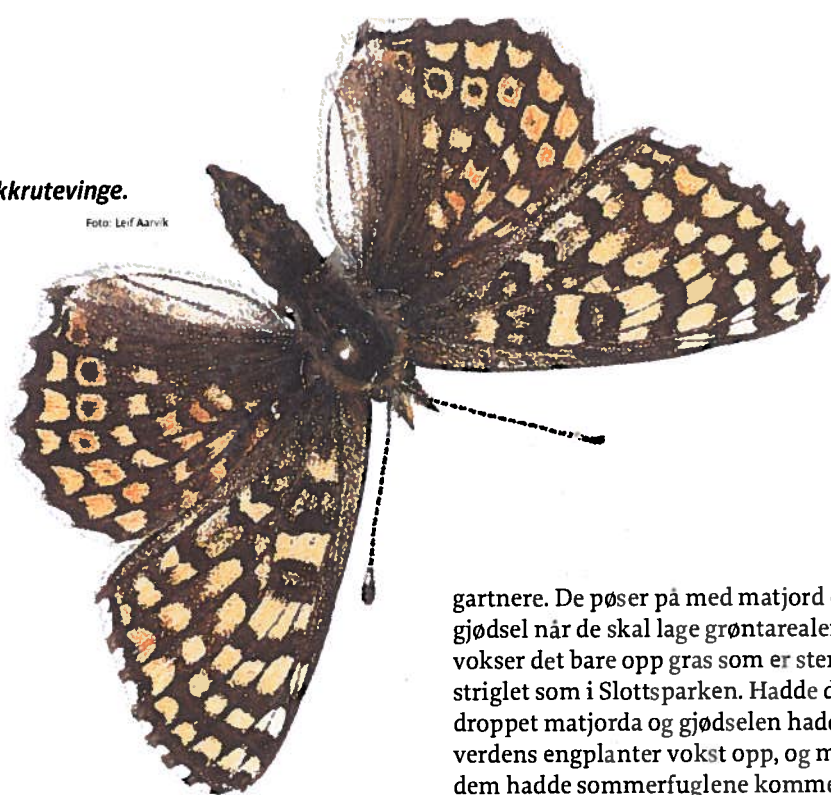 kkrutevinge.
Foto: Leif Aarvik
gartnere. De pøser på med matjord
gjødsel når de skal lage grøntarealer
vokser det bare opp gras som er
striglet som i Slottsparken. Hadde
droppet matjorda og gjødselen
verdens engplanter vokst opp, og
dem hadde sommerfuglene